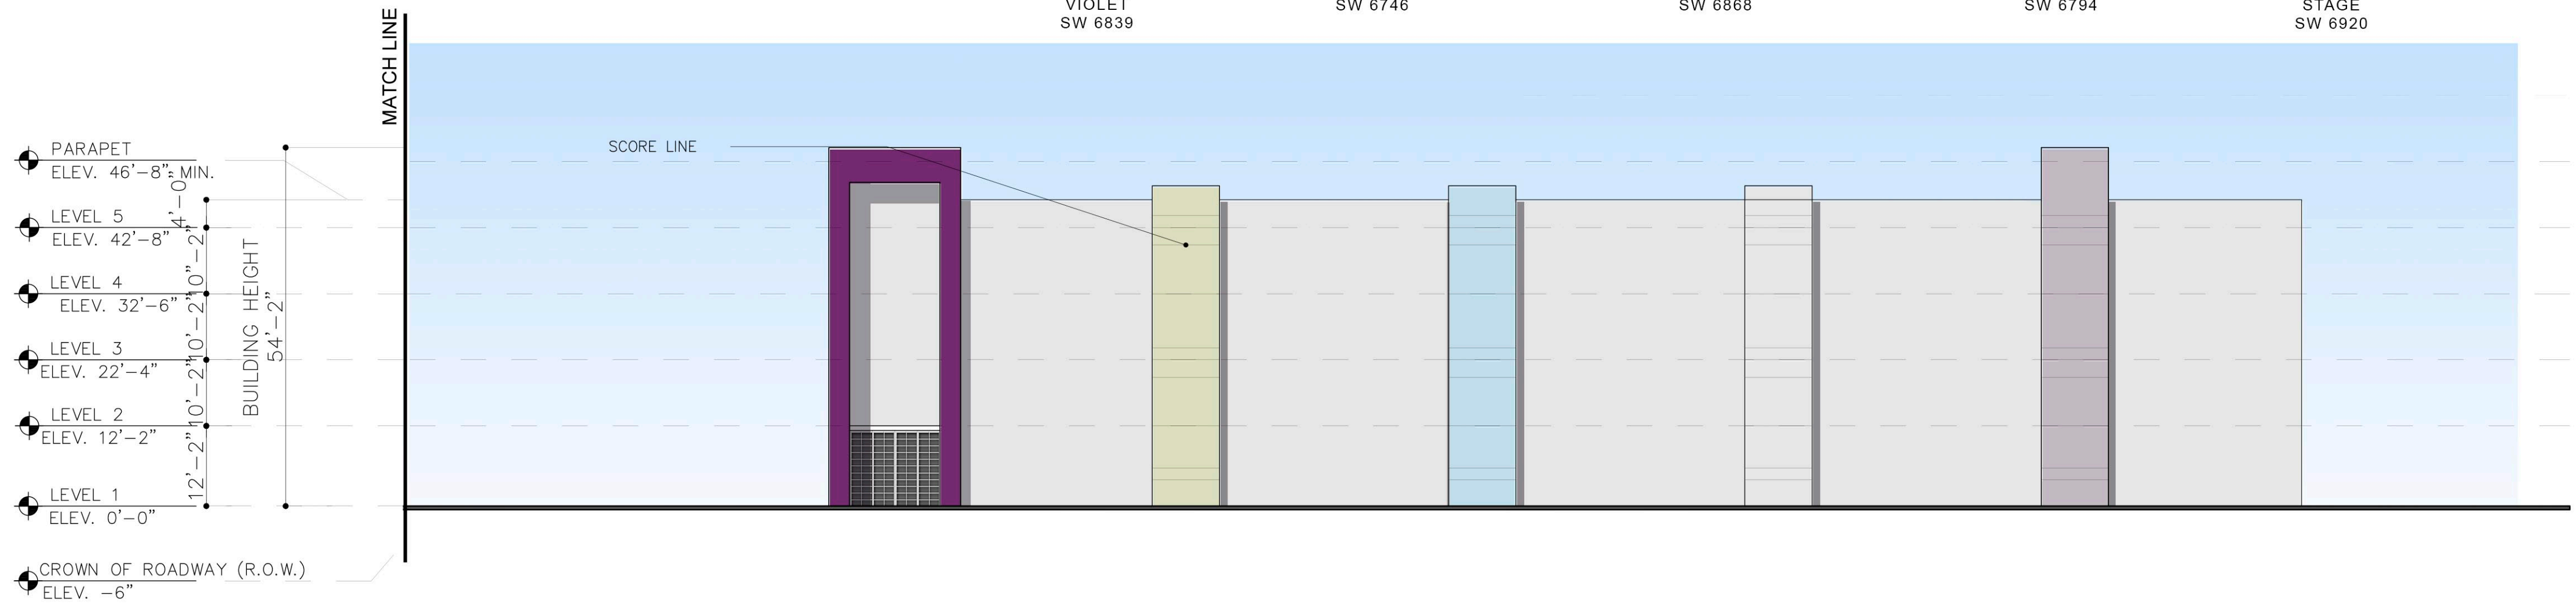 VIOLET
SW 6839
SW 6746
SW 6868
SW 6794
STAGE
SW 6920
MATCH LINE
PARAPET
ELEV. 46'-8" MIN.
SCORE LINE
4'-0"
LEVEL 5
ELEV. 42'-8"
10'-2"
LEVEL 4
ELEV. 32'-6"
10'-2"
BUILDING HEIGHT
54'-2"
LEVEL 3
ELEV. 22'-4"
10'-2"
LEVEL 2
ELEV. 12'-2"
12'-2"
LEVEL 1
ELEV. 0'-0"
CROWN OF ROADWAY (R.O.W.)
ELEV. -6"